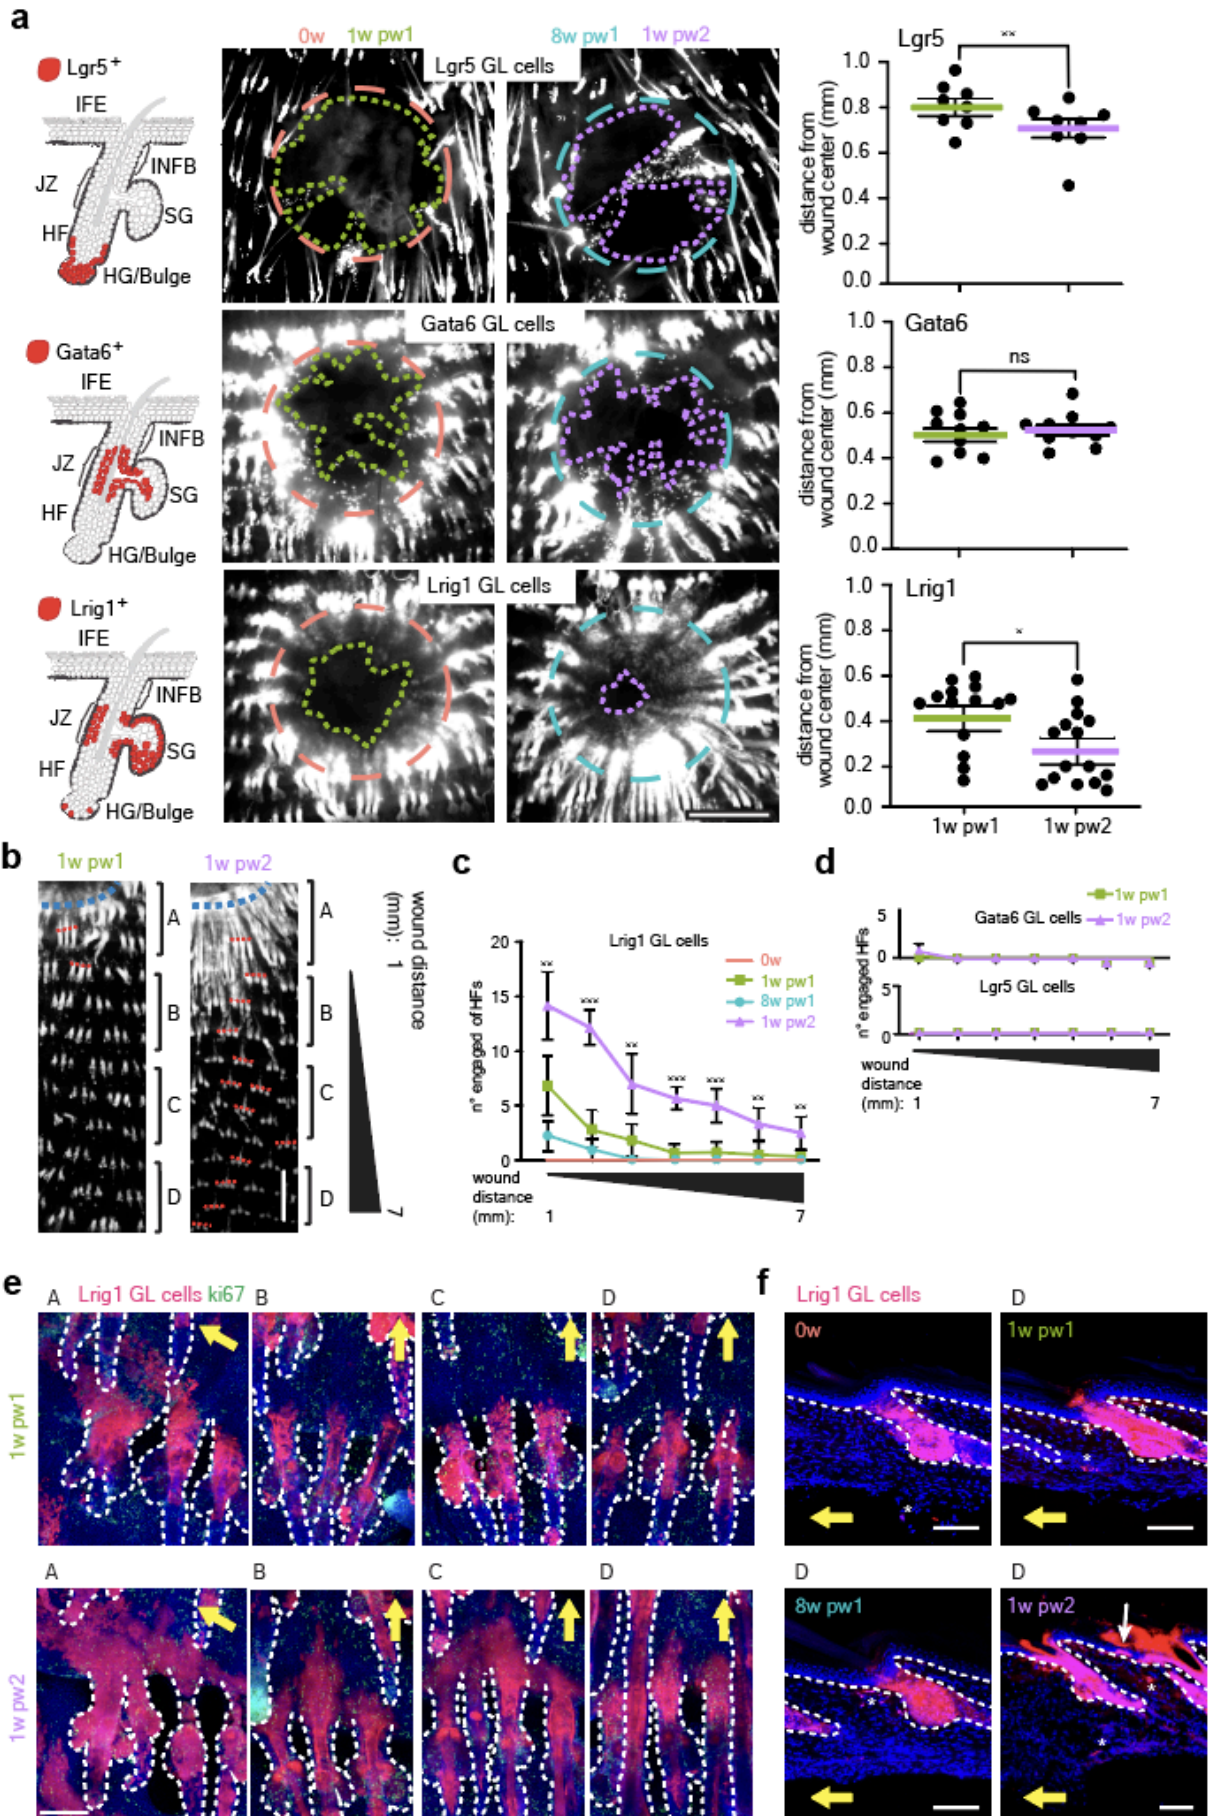 a
0w 1w pw1 8w pw1 1w pw2
Lgr5+
IFE
INFB
JZ
SG
HF
HG/Bulge
Lgr5 GL cells
Lgr5
**
distance from
wound center (mm)
1.0
0.8
0.6
0.4
0.2
0.0
Gata6+
IFE
INFB
JZ
SG
HF
HG/Bulge
Gata6 GL cells
Gata6
ns
distance from
wound center (mm)
1.0
0.8
0.6
0.4
0.2
0.0
Lrig1+
IFE
INFB
JZ
SG
HF
HG/Bulge
Lrig1 GL cells
Lrig1
*
distance from
wound center (mm)
1.0
0.8
0.6
0.4
0.2
0.0
1w pw1 1w pw2
b
1w pw1 1w pw2
A
B
C
D
A
B
C
D
wound distance
(mm): 1
7
c
Lrig1 GL cells
0w
1w pw1
8w pw1
1w pw2
n° engaged of HFs
20
15
10
5
0
** *** ** *** *** ** **
wound
distance
(mm): 1 7
d
1w pw1
Gata6 GL cells 1w pw2
n° engaged HFs
5
0
Lgr5 GL cells
5
0
wound
distance
(mm): 1 7
e
Lrig1 GL cells ki67
A B C D
1w pw1
A B C D
1w pw2
f
Lrig1 GL cells D
0w 1w pw1
* * * *
D D
8w pw1 1w pw2
* * *